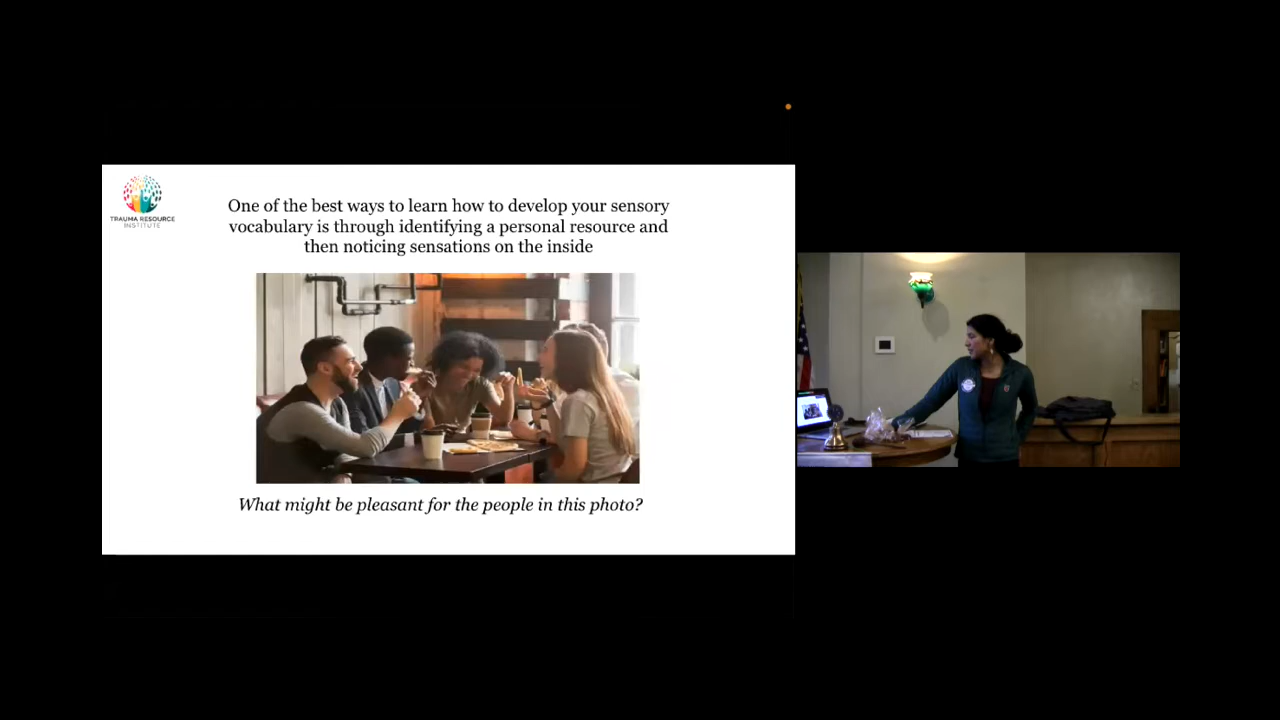 TRAUMA RESOURCE
INSTITUTE
One of the best ways to learn how to develop your sensory
vocabulary is through identifying a personal resource and
then noticing sensations on the inside
What might be pleasant for the people in this photo?